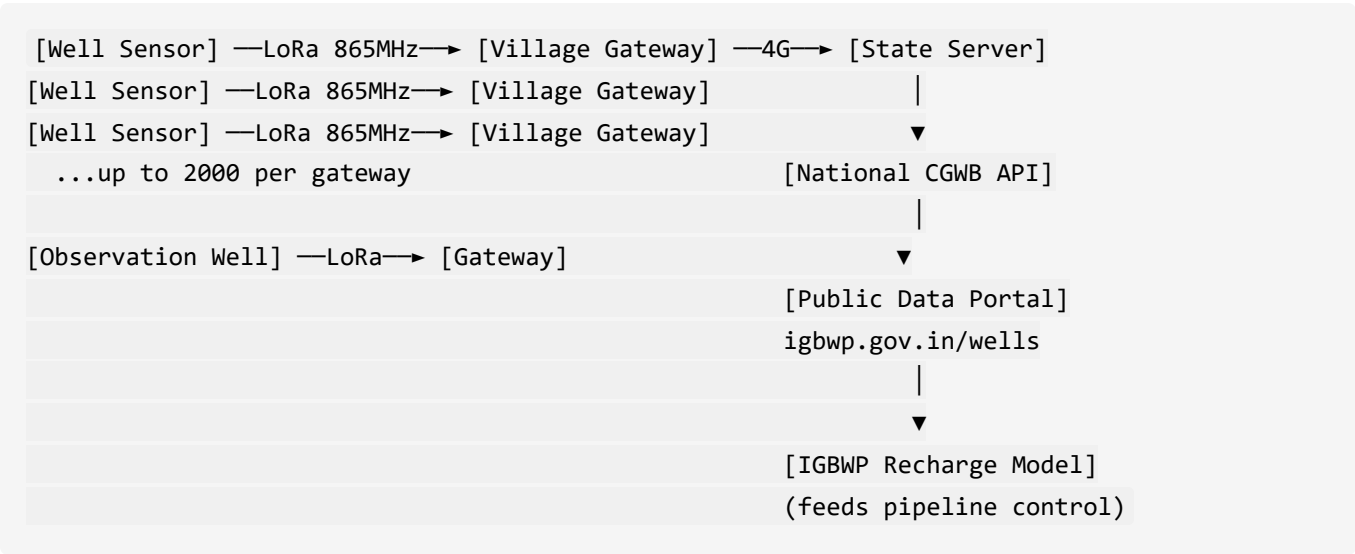 [Well Sensor] ──LoRa 865MHz──► [Village Gateway] ──4G──► [State Server]
[Well Sensor] ──LoRa 865MHz──► [Village Gateway] │
[Well Sensor] ──LoRa 865MHz──► [Village Gateway] ▼
...up to 2000 per gateway [National CGWB API]
│
[Observation Well] ──LoRa──► [Gateway] ▼
[Public Data Portal]
igbwp.gov.in/wells
│
▼
[IGBWP Recharge Model]
(feeds pipeline control)